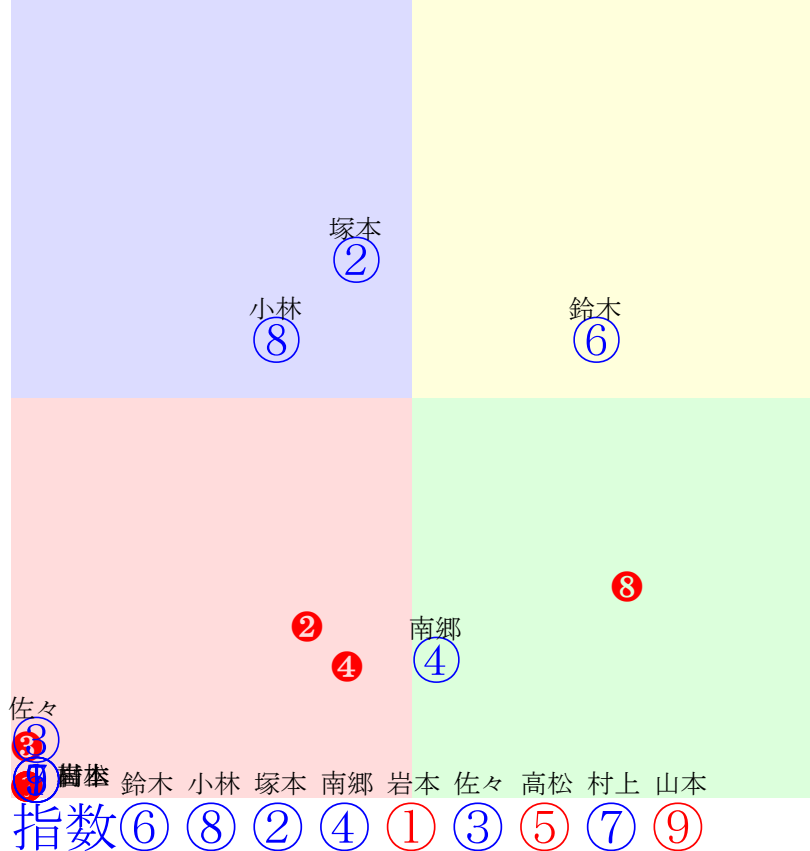 塚本
②
小林
⑧
鈴木
⑥
❽
❷
南郷
④
❹
佐々
③
❸
鈴木 小林 塚本 南郷 岩本 佐々 高松 村上 山本
指数⑥⑧②④①③⑤⑦⑨